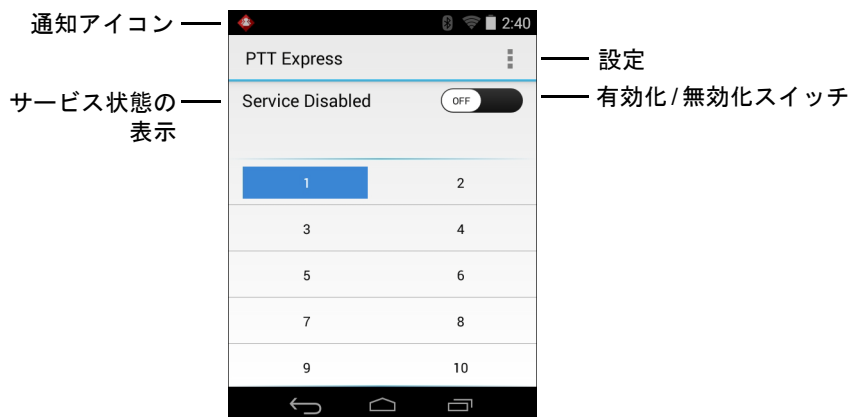 通知アイコン
2:40
PTT Express
設定
サービス状態の
表示
Service Disabled
OFF
有効化/無効化スイッチ
1 2
3 4
5 6
7 8
9 10